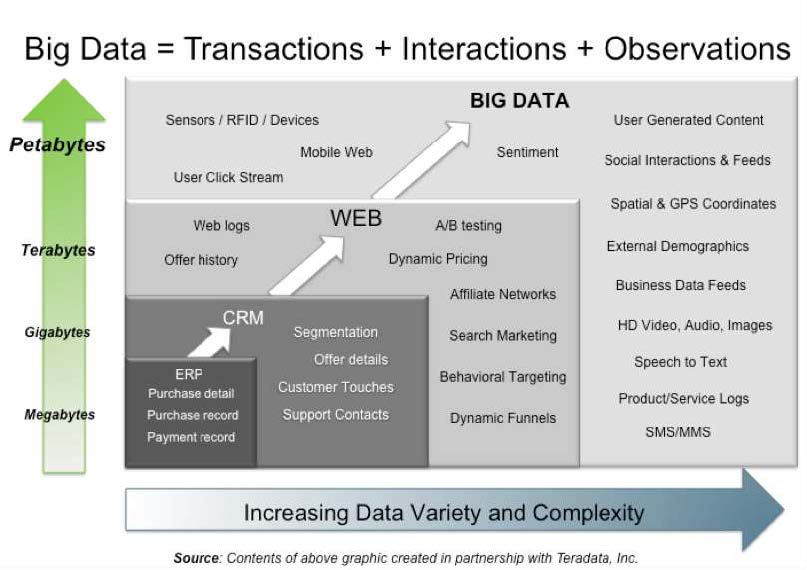 Big Data = Transactions + Interactions + Observations
BIG DATA
Sensors / RFID / Devices
User Generated Content
Mobile Web
Sentiment
Social Interactions & Feeds
User Click Stream
Petabytes
Spatial & GPS Coordinates
WEB
Web logs
A/B testing
External Demographics
Terabytes
Offer history
Dynamic Pricing
Business Data Feeds
Affiliate Networks
CRM
HD Video, Audio, Images
Gigabytes
Segmentation
Search Marketing
Offer details
Speech to Text
ERP
Behavioral Targeting
Purchase detail
Customer Touches
Product/Service Logs
Megabytes
Purchase record
Support Contacts
Dynamic Funnels
SMS/MMS
Payment record
Increasing Data Variety and Complexity
Source: Contents of above graphic created in partnership with Teradata, Inc.